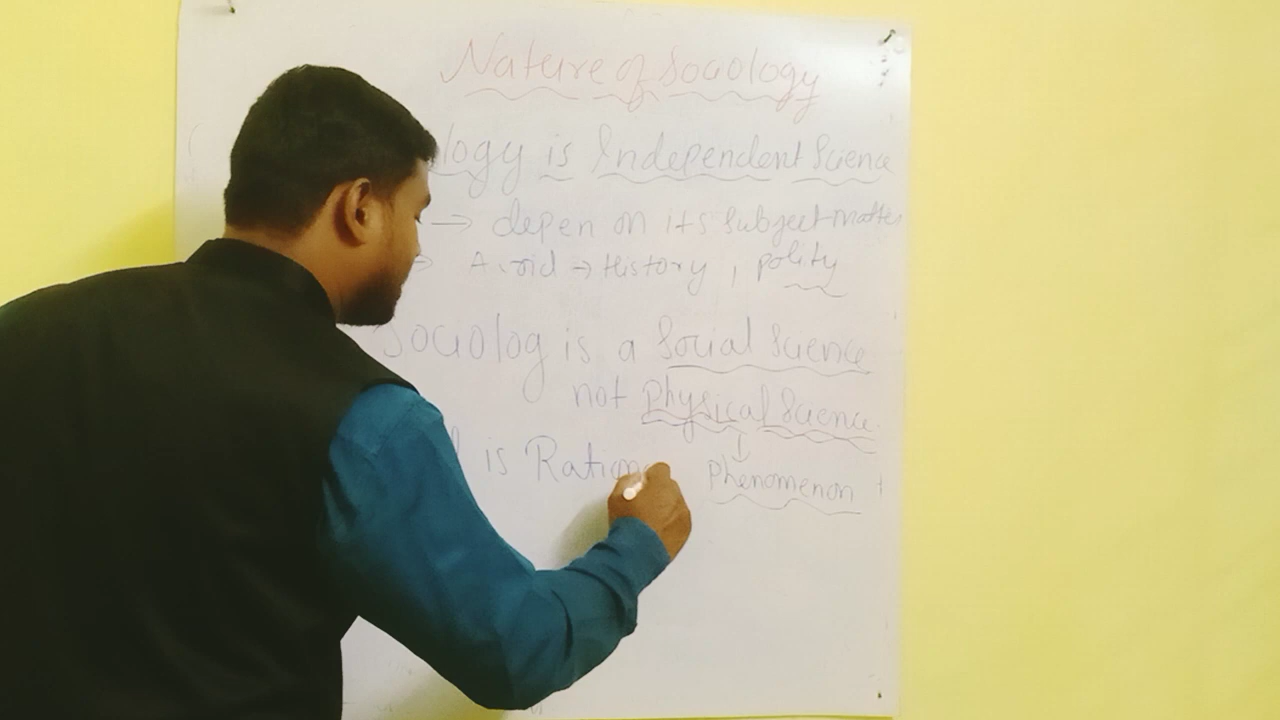 Nature of Sociology
logy is Independent Science
→ depen on its Subject-matter
→ Avoid → History, polity
Sociolog is a Social Science
not Physical Science.
↓
is Ration
Phenomenon